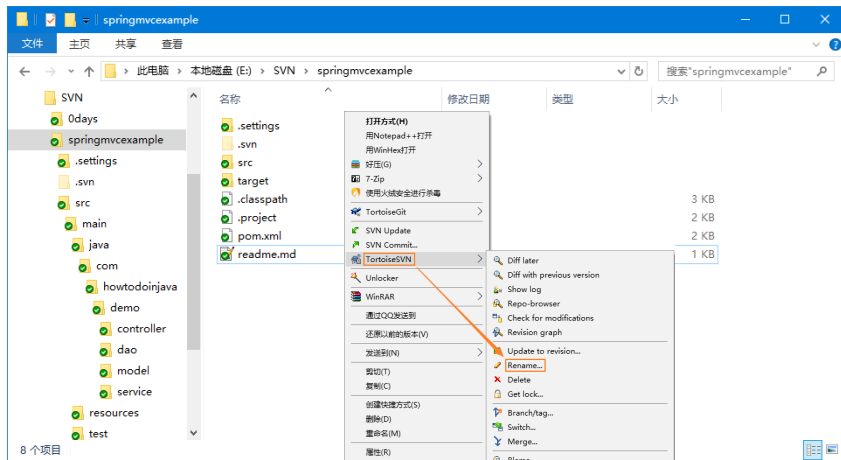 springmvcexample
文件 主页 共享 查看
此电脑 › 本地磁盘 (E:) › SVN › springmvcexample
搜索"springmvcexample"
名称 修改日期 类型 大小
SVN
0days
springmvcexample
.settings
.svn
src
main
java
com
howtodoinjava
demo
controller
dao
model
service
resources
test
.settings
.svn
src
target
.classpath 3 KB
.project 2 KB
pom.xml 2 KB
readme.md 1 KB
打开方式(H)
用Notepad++打开
用WinHex打开
好压(G)
7-Zip
使用火绒安全进行杀毒
TortoiseGit
SVN Update
SVN Commit...
TortoiseSVN
Unlocker
WinRAR
通过QQ发送到
还原以前的版本(V)
发送到(N)
剪切(T)
复制(C)
创建快捷方式(S)
删除(D)
重命名(M)
属性(R)
Diff later
Diff with previous version
Show log
Repo-browser
Check for modifications
Revision graph
Update to revision...
Rename...
Delete
Get lock...
Branch/tag...
Switch...
Merge...
8 个项目